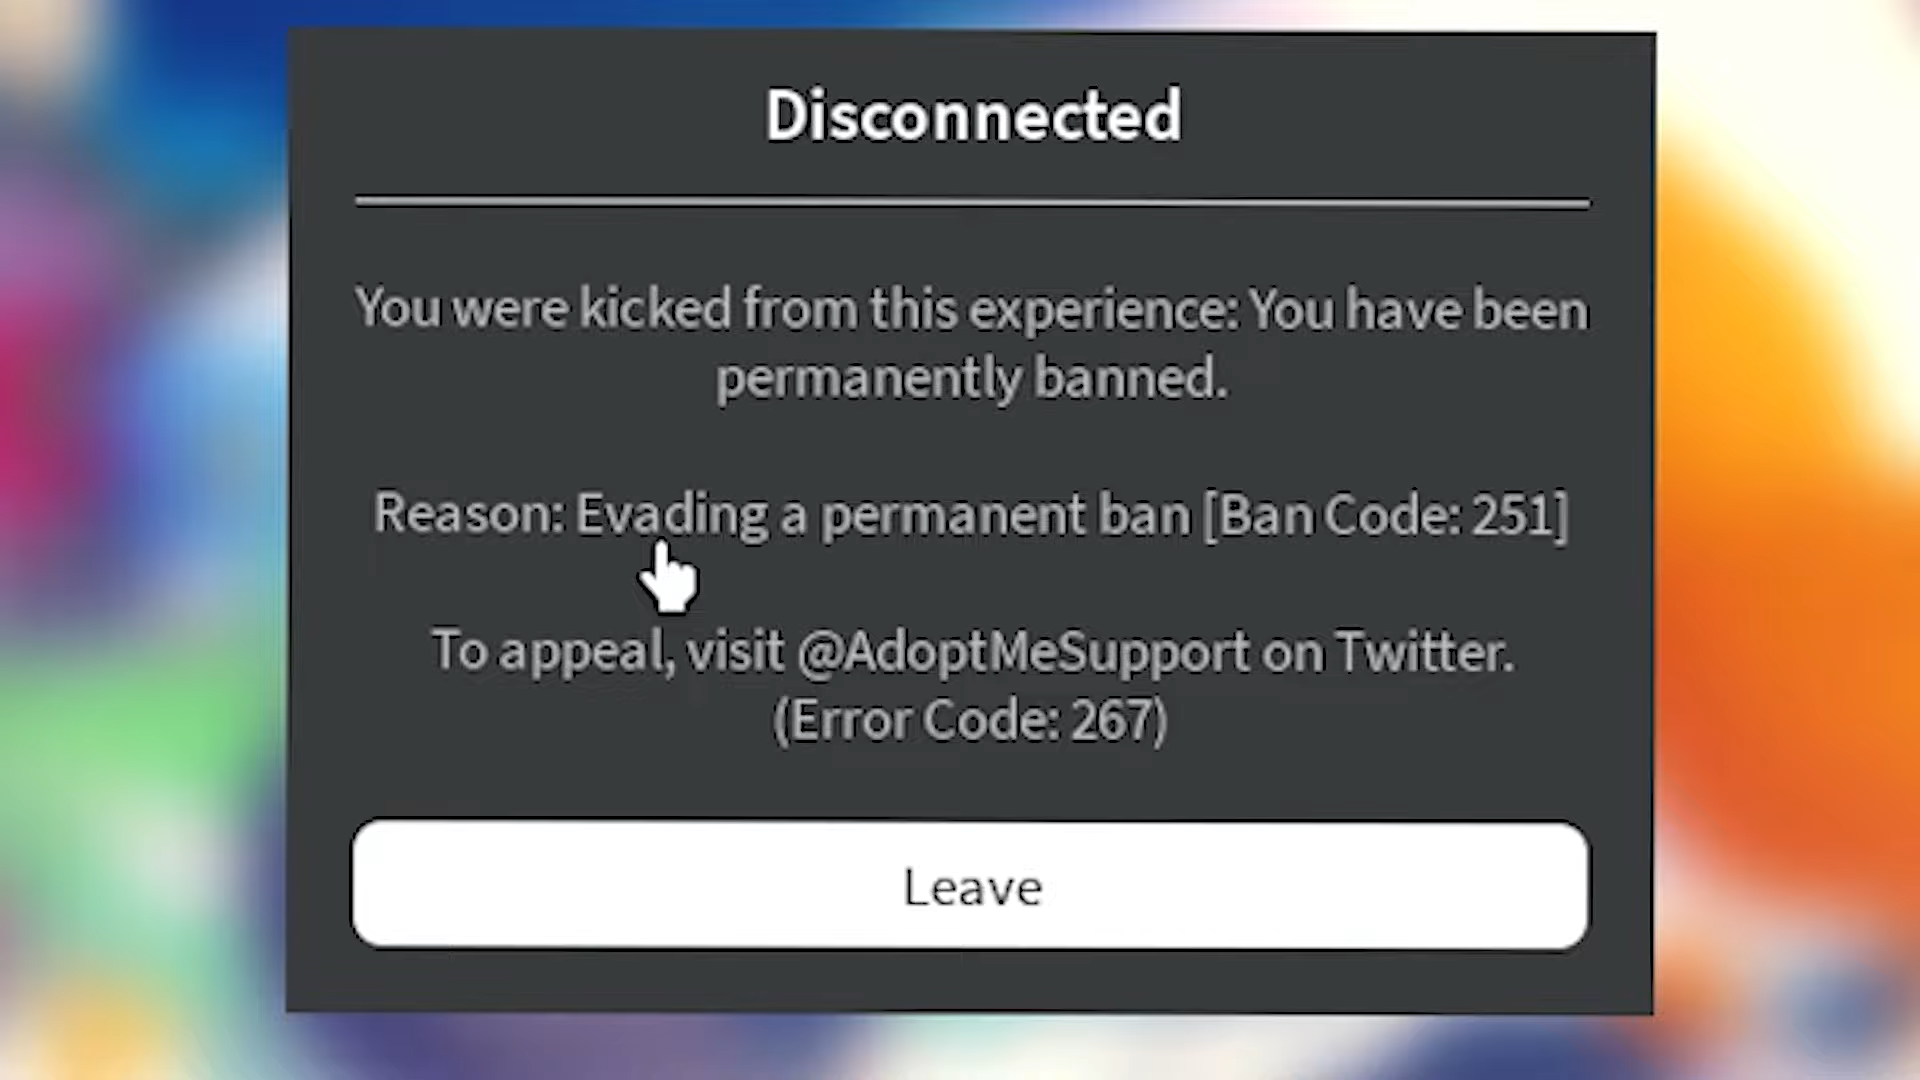 Disconnected
You were kicked from this experience: You have been
permanently banned.
Reason: Evading a permanent ban [Ban Code: 251]
To appeal, visit @AdoptMeSupport on Twitter.
(Error Code: 267)
Leave